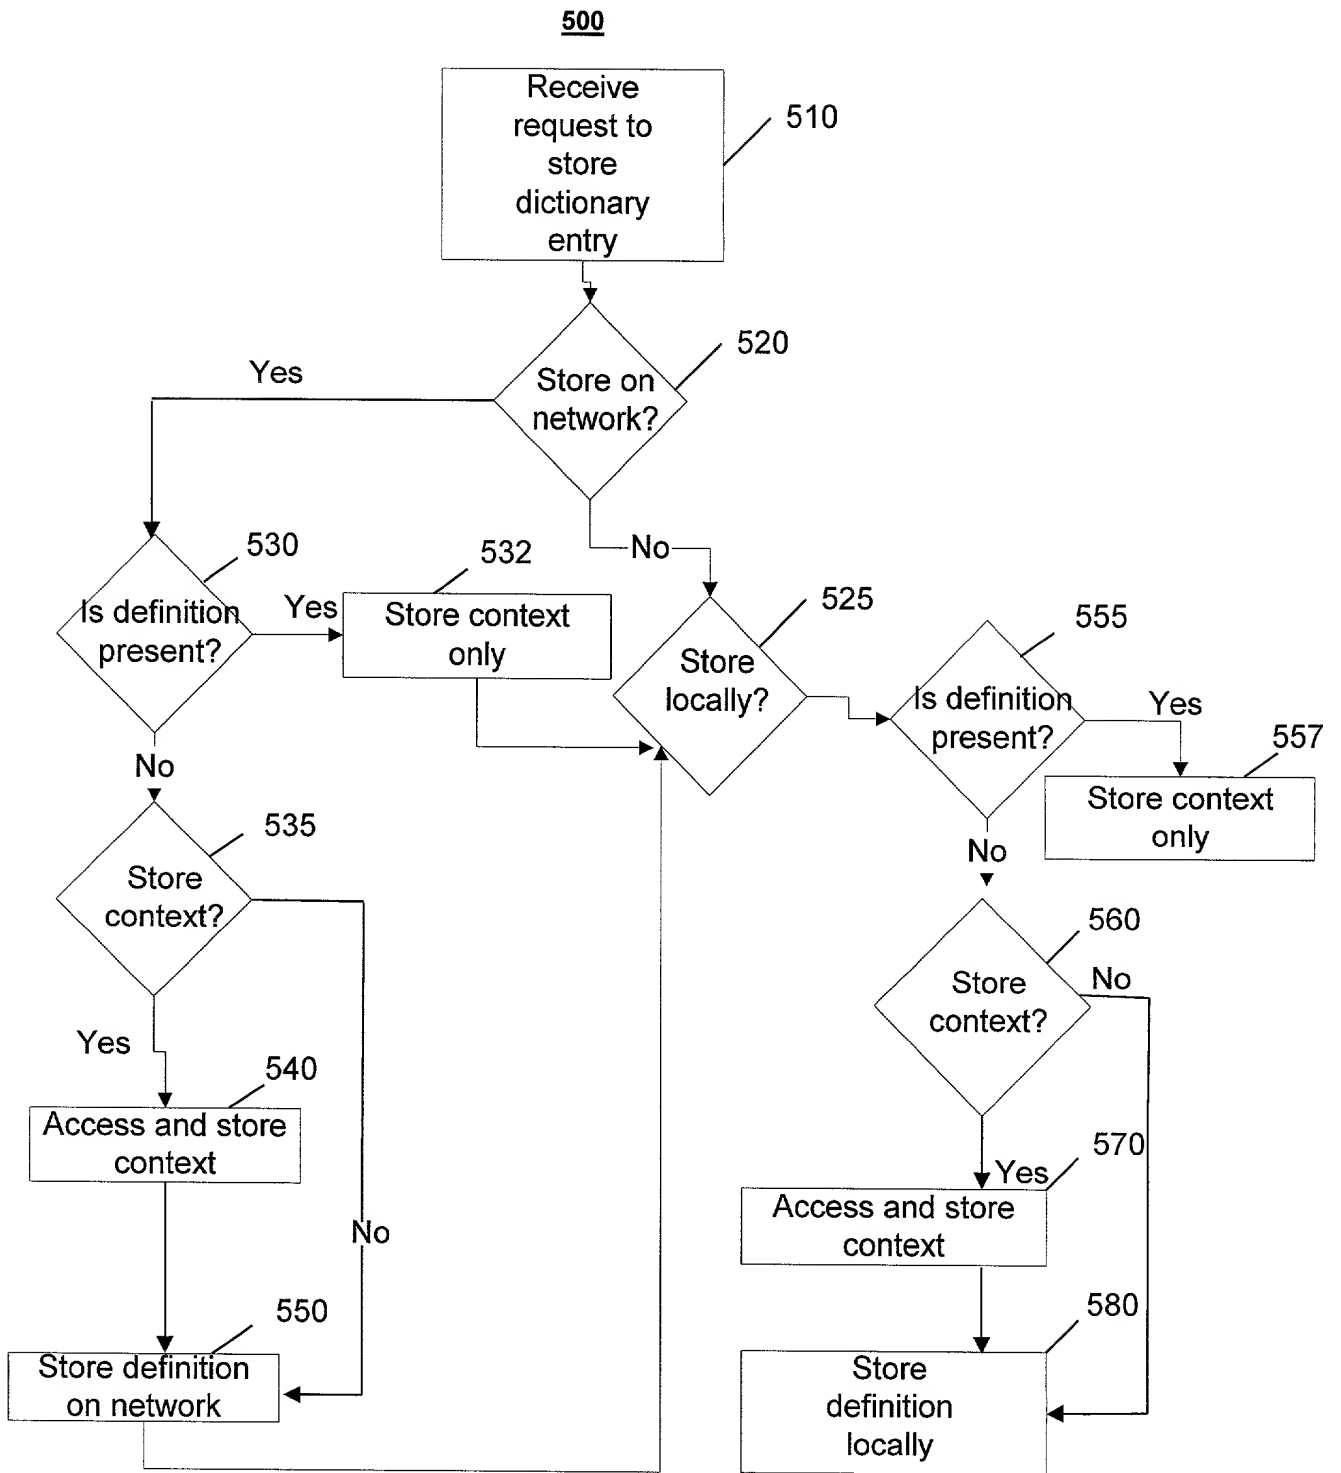 500
Receive
request to
store
dictionary
entry
510
Store on
network?
520
Yes
No
Is definition
present?
530
Yes
Store context
only
532
Store
locally?
525
Is definition
present?
555
Yes
Store context
only
557
No
Store
context?
535
No
Store
context?
560
No
Yes
Access and store
context
540
No
Yes
Access and store
context
570
Store definition
on network
550
Store
definition
locally
580